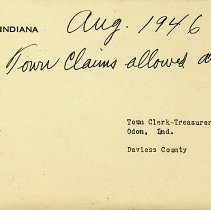 INDIANA
Aug. 1946
Town Claims allowed
Town Clerk-Treasurer
Odon, Ind.
Daviess County